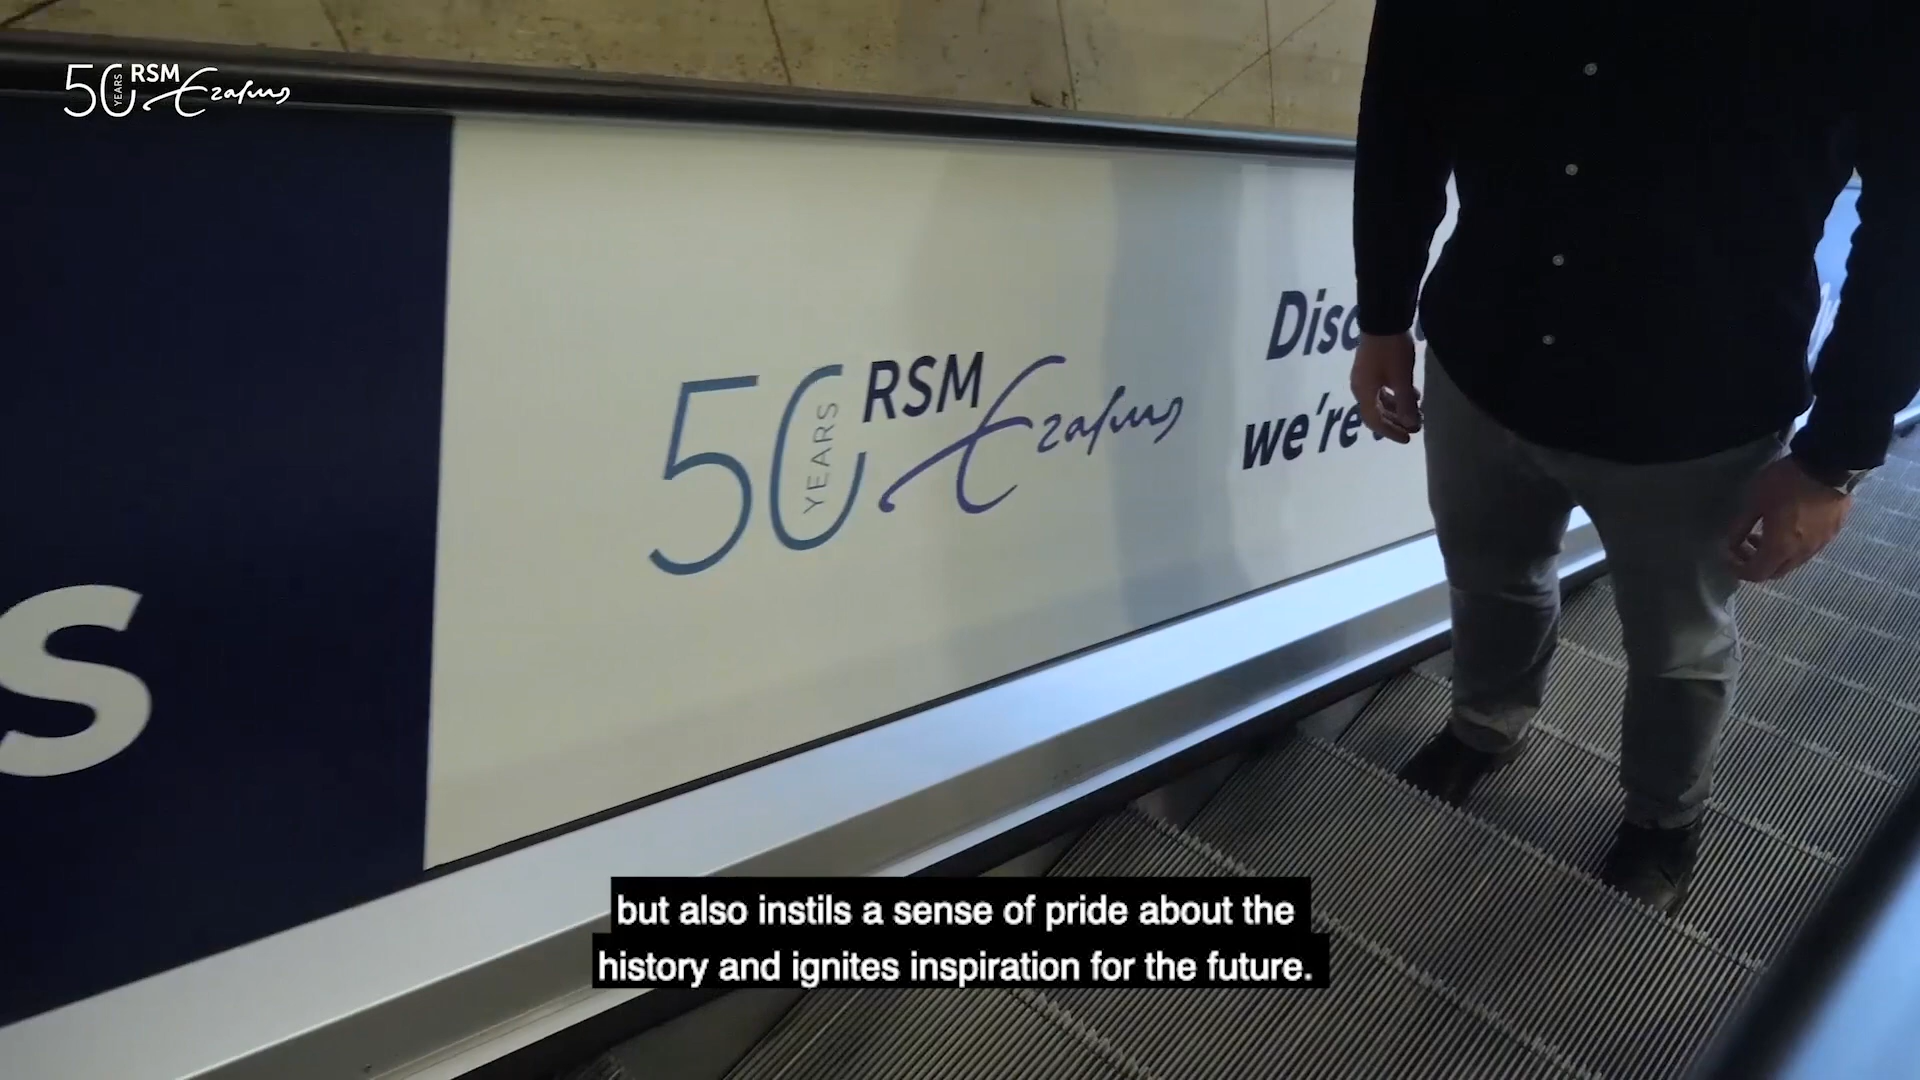 50 YEARS RSM Erasmus
50 YEARS RSM Erasmus
we're
s
but also instils a sense of pride about the
history and ignites inspiration for the future.